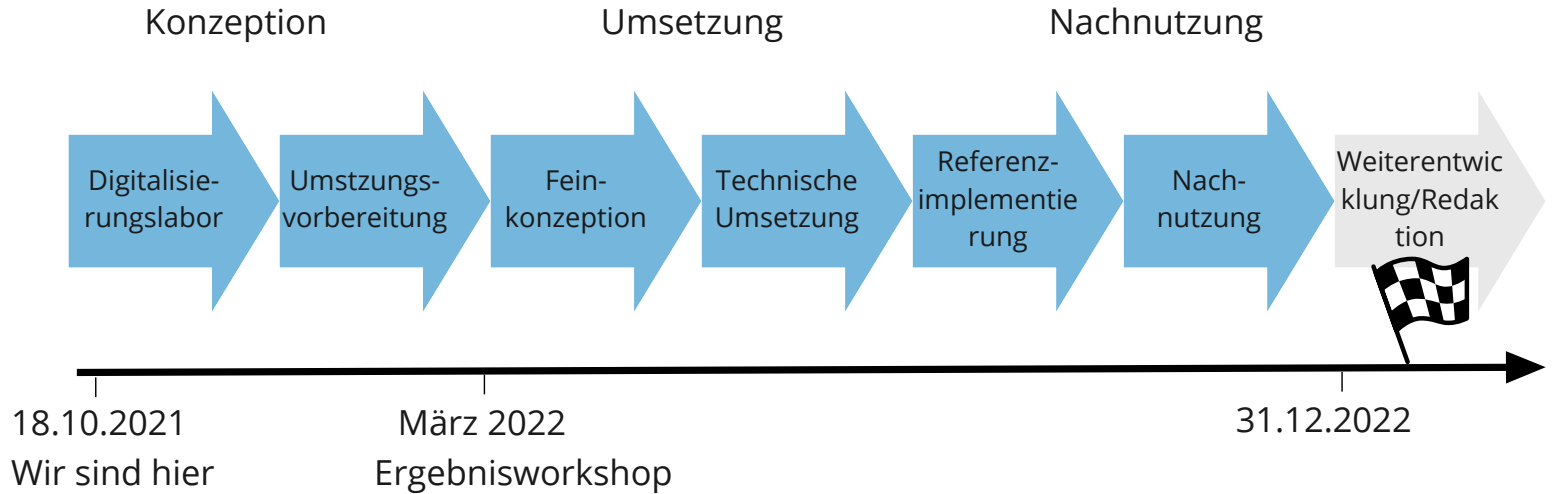 Konzeption
Umsetzung
Nachnutzung
Digitalisie-
rungslabor
Umstzungs-
vorbereitung
Fein-
konzeption
Technische
Umsetzung
Referenz-
implementie
rung
Nach-
nutzung
Weiterentwic
klung/Redak
tion
18.10.2021
Wir sind hier
März 2022
Ergebnisworkshop
31.12.2022